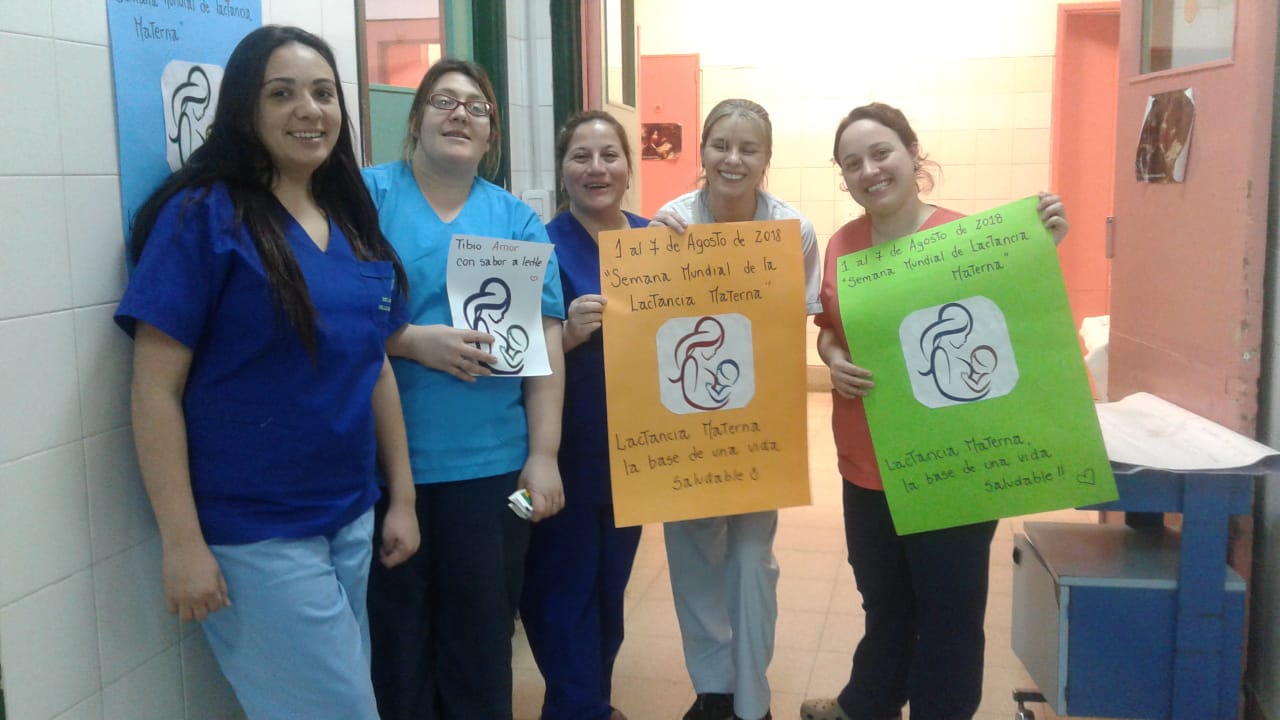 Semana Mundial de Lactancia
Materna"
Tibio Amor
con sabor a leche
1 al 7 de Agosto de 2018
"Semana Mundial de la
Lactancia Materna"
Lactancia Materna
la base de una vida
saludable
1 al 7 de Agosto de 2018
"Semana Mundial de Lactancia
Materna"
Lactancia Materna,
la base de una vida
saludable!!